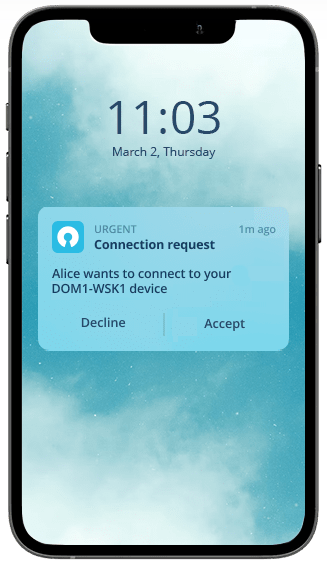 11:03
March 2, Thursday
URGENT 1m ago
Connection request
Alice wants to connect to your
DOM1-WSK1 device
Decline Accept